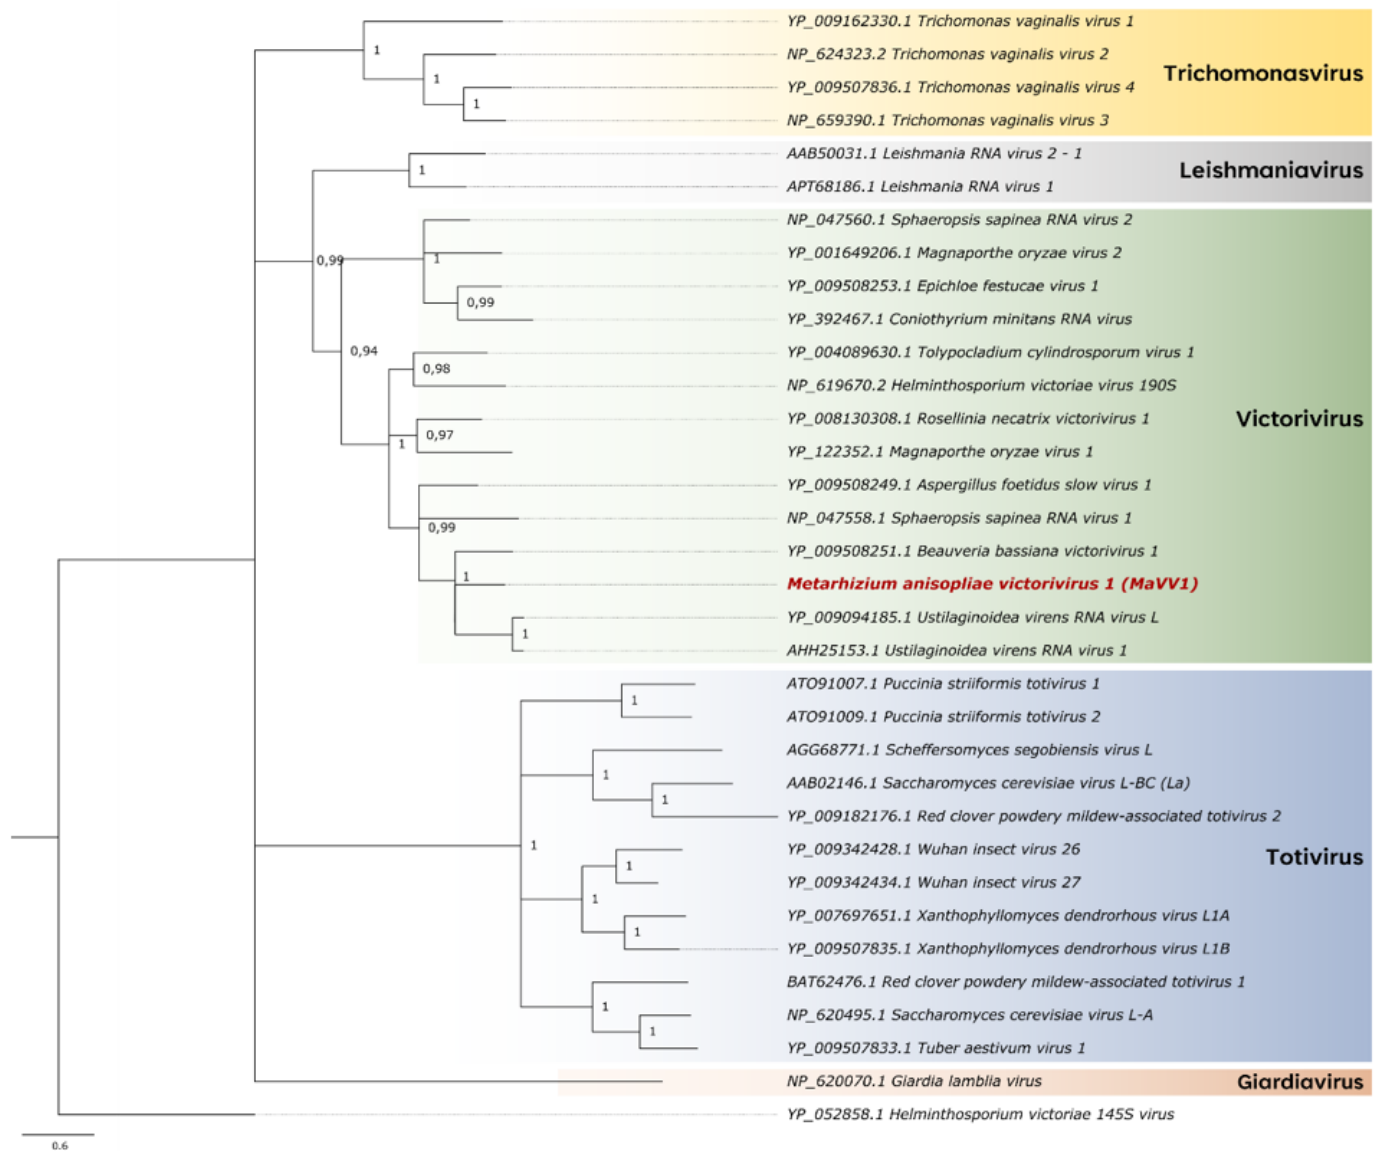 YP_009162330.1 Trichomonas vaginalis virus 1
1
NP_624323.2 Trichomonas vaginalis virus 2
Trichomonasvirus
1
YP_009507836.1 Trichomonas vaginalis virus 4
1
NP_659390.1 Trichomonas vaginalis virus 3
AAB50031.1 Leishmania RNA virus 2 - 1
1
Leishmaniavirus
APT68186.1 Leishmania RNA virus 1
NP_047560.1 Sphaeropsis sapinea RNA virus 2
YP_001649206.1 Magnaporthe oryzae virus 2
0,99
1
YP_009508253.1 Epichloe festucae virus 1
0,99
YP_392467.1 Coniothyrium minitans RNA virus
0,94
YP_004089630.1 Tolypocladium cylindrosporum virus 1
0,98
NP_619670.2 Helminthosporium victoriae virus 190S
YP_008130308.1 Rosellinia necatrix victorivirus 1
Victorivirus
0,97
1
YP_122352.1 Magnaporthe oryzae virus 1
YP_009508249.1 Aspergillus foetidus slow virus 1
NP_047558.1 Sphaeropsis sapinea RNA virus 1
0,99
YP_009508251.1 Beauveria bassiana victorivirus 1
1
Metarhizium anisopliae victorivirus 1 (MaVV1)
YP_009094185.1 Ustilaginoidea virens RNA virus L
1
AHH25153.1 Ustilaginoidea virens RNA virus 1
ATO91007.1 Puccinia striiformis totivirus 1
1
ATO91009.1 Puccinia striiformis totivirus 2
AGG68771.1 Scheffersomyces segobiensis virus L
1
AAB02146.1 Saccharomyces cerevisiae virus L-BC (La)
1
YP_009182176.1 Red clover powdery mildew-associated totivirus 2
1
YP_009342428.1 Wuhan insect virus 26
Totivirus
1
YP_009342434.1 Wuhan insect virus 27
1
YP_007697651.1 Xanthophyllomyces dendrorhous virus L1A
1
YP_009507835.1 Xanthophyllomyces dendrorhous virus L1B
BAT62476.1 Red clover powdery mildew-associated totivirus 1
1
NP_620495.1 Saccharomyces cerevisiae virus L-A
1
YP_009507833.1 Tuber aestivum virus 1
NP_620070.1 Giardia lamblia virus
Giardiavirus
YP_052858.1 Helminthosporium victoriae 145S virus
0.6